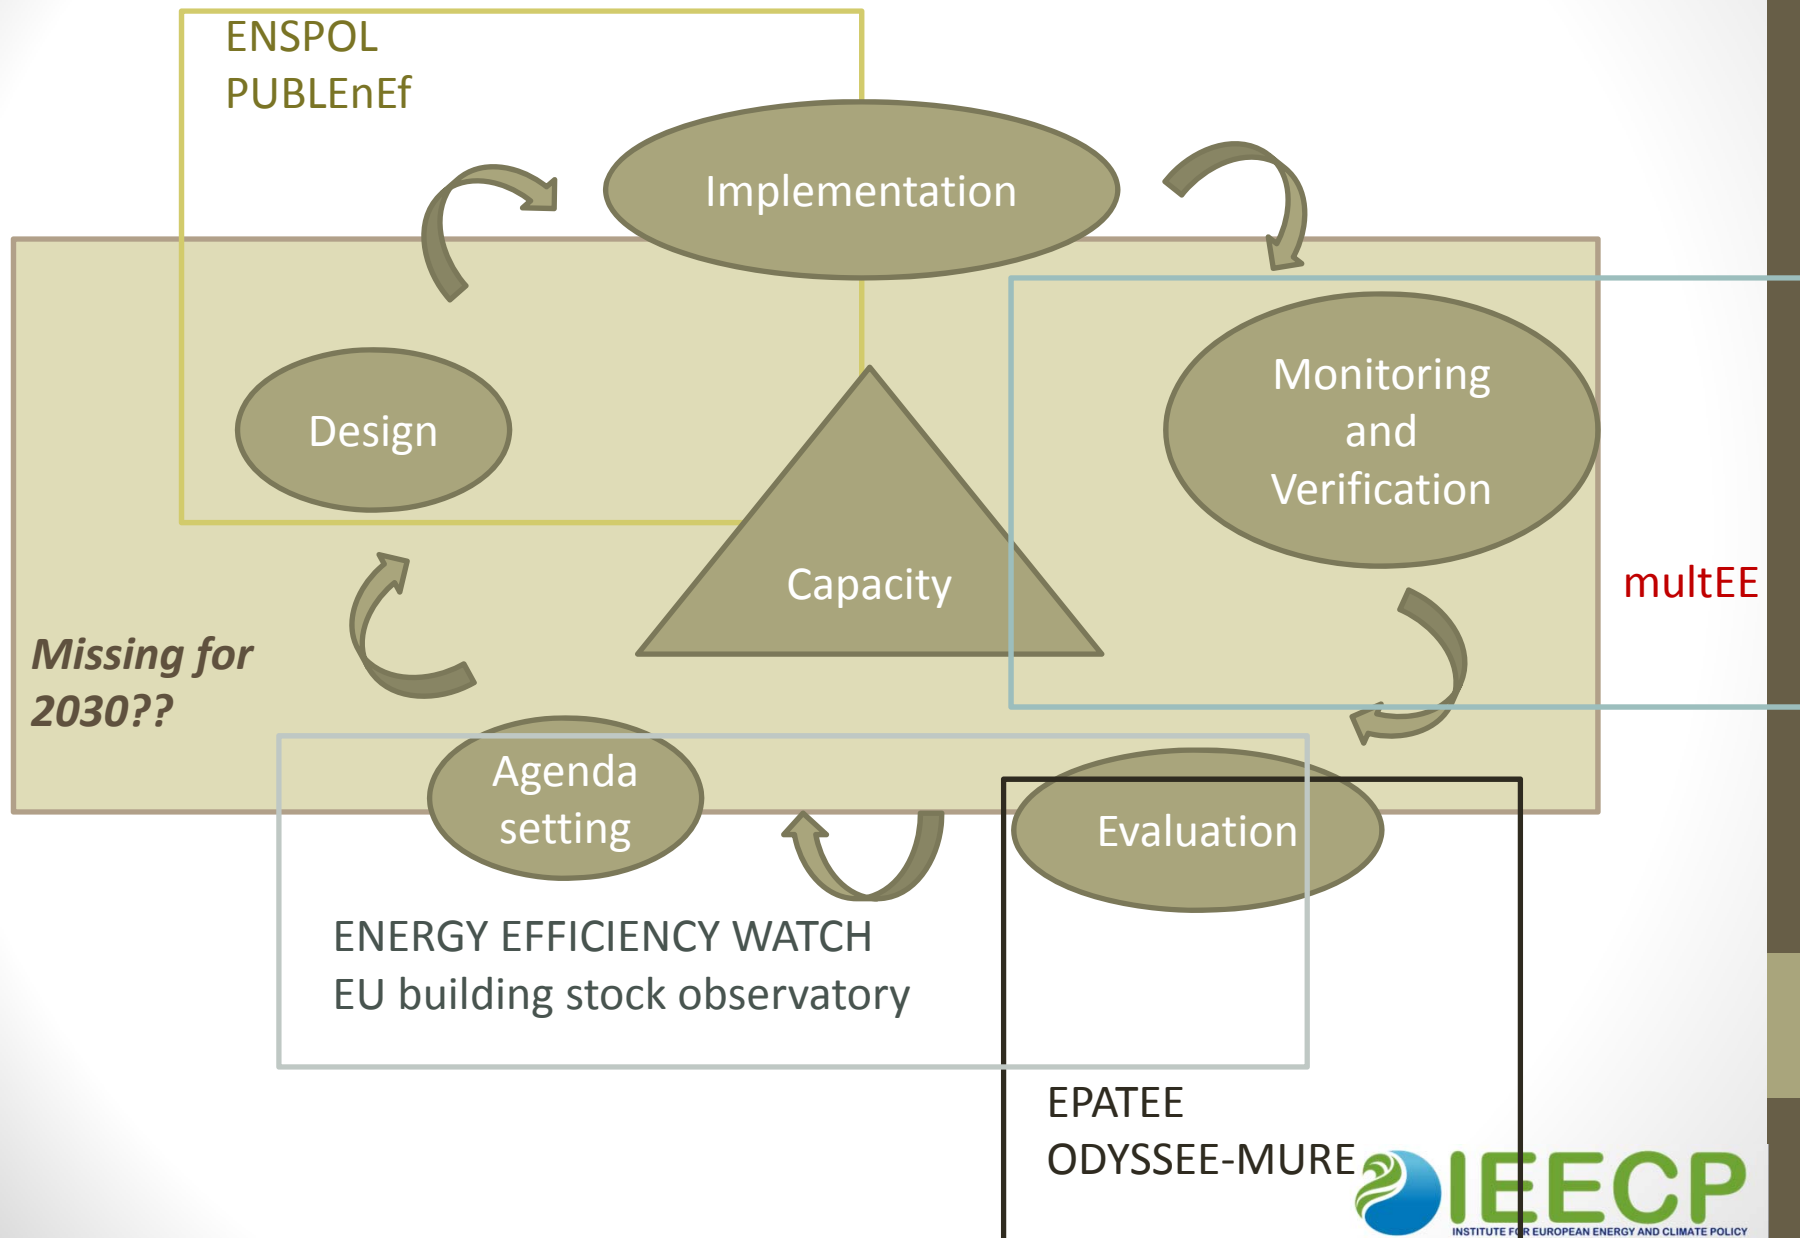 ENSPOL
PUBLEnEf
Implementation
Design
Monitoring
and
Verification
Capacity
multEE
Missing for
2030??
Agenda
setting
Evaluation
ENERGY EFFICIENCY WATCH
EU building stock observatory
EPATEE
ODYSSEE-MURE
IEECP
INSTITUTE FOR EUROPEAN ENERGY AND CLIMATE POLICY